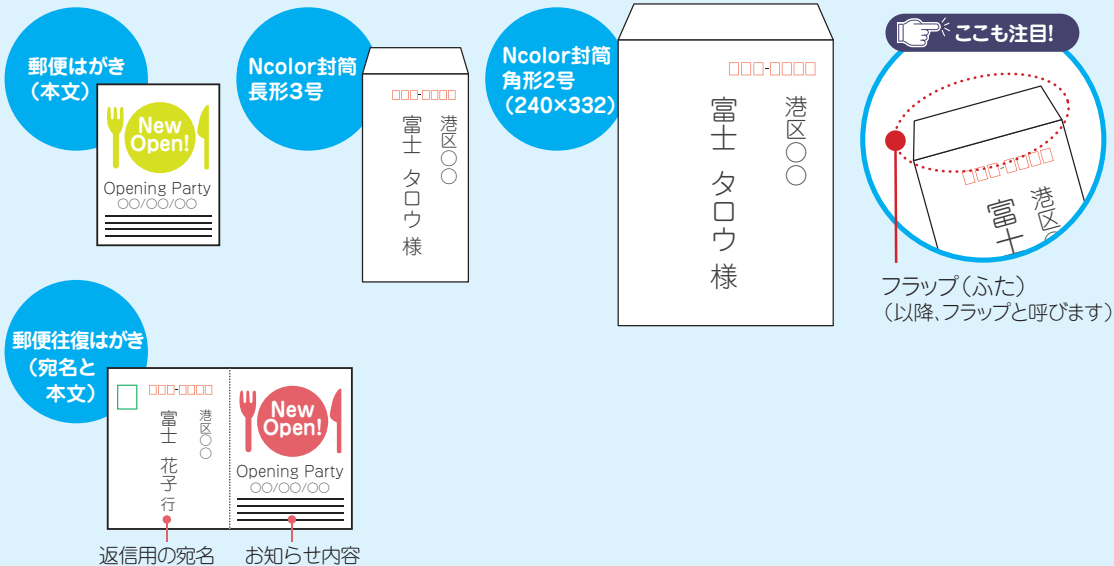 郵便はがき
（本文）
New
Open!
Opening Party
○○/○○/○○
Ncolor封筒
長形3号
□□□-□□□□
港区○○
富士 タロウ 様
Ncolor封筒
角形2号
（240×332）
□□□-□□□□
港区○○
富士 タロウ 様
ここも注目!
□□□-□□□□
港区○
富士
フラップ（ふた）
（以降、フラップと呼びます）
郵便往復はがき
（宛名と
本文）
□□□-□□□□
港区○○
富士 花子 行
New
Open!
Opening Party
○○/○○/○○
返信用の宛名
お知らせ内容